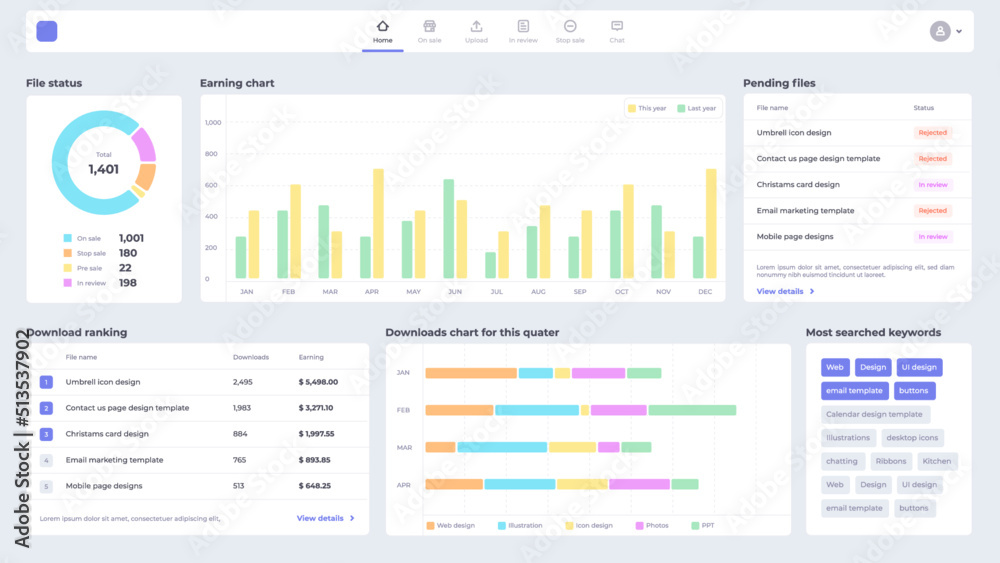 Home
On sale
Upload
In review
Stop sale
Chat
File status
Total
1,401
On sale 1,001
Stop sale 180
Pre sale 22
In review 198
Earning chart
This year
Last year
1,000
800
600
400
200
0
JAN FEB MAR APR MAY JUN JUL AUG SEP OCT NOV DEC
Pending files
File name Status
Umbrell icon design Rejected
Contact us page design template Rejected
Christams card design In review
Email marketing template Rejected
Mobile page designs In review
Lorem ipsum dolor sit amet, consectetuer adipiscing elit, sed diam
nonummy nibh euismod tincidunt ut laoreet.
View details
Download ranking
File name Downloads Earning
1 Umbrell icon design 2,495 $ 5,498.00
2 Contact us page design template 1,983 $ 3,271.10
3 Christams card design 884 $ 1,997.55
4 Email marketing template 765 $ 893.85
5 Mobile page designs 513 $ 648.25
Lorem ipsum dolor sit amet, consectetuer adipiscing elit,
View details
Downloads chart for this quater
JAN
FEB
MAR
APR
Web design Illustration Icon design Photos PPT
Most searched keywords
Web Design UI design
email template buttons
Calendar design template
Illustrations desktop icons
chatting Ribbons Kitchen
Web Design UI design
email template buttons
Adobe Stock | #513537902
Adobe Stock